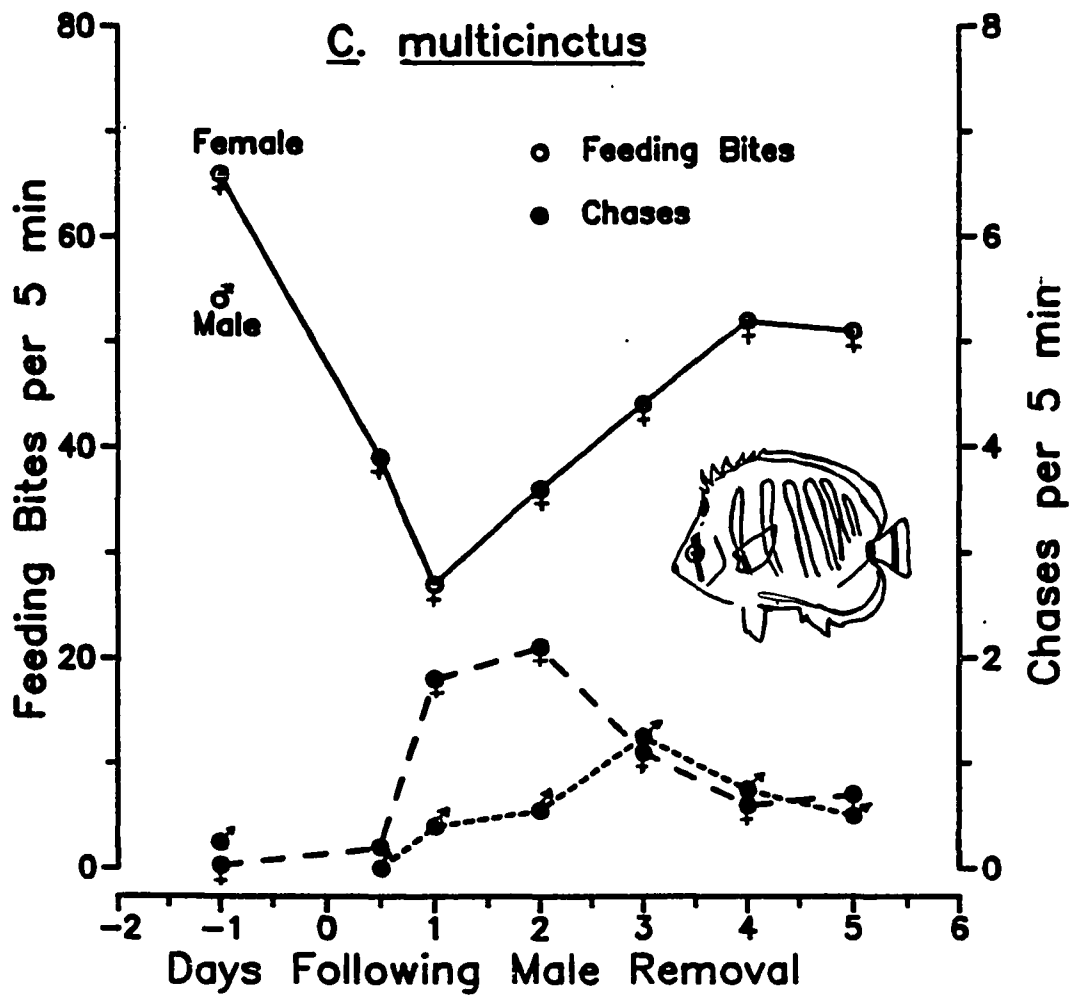 C. multicinctus
80
60
40
20
0
Feeding Bites per 5 min
Female
♂
Male
Feeding Bites
Chases
8
6
4
2
0
Chases per 5 min
-2 -1 0 1 2 3 4 5 6
Days Following Male Removal